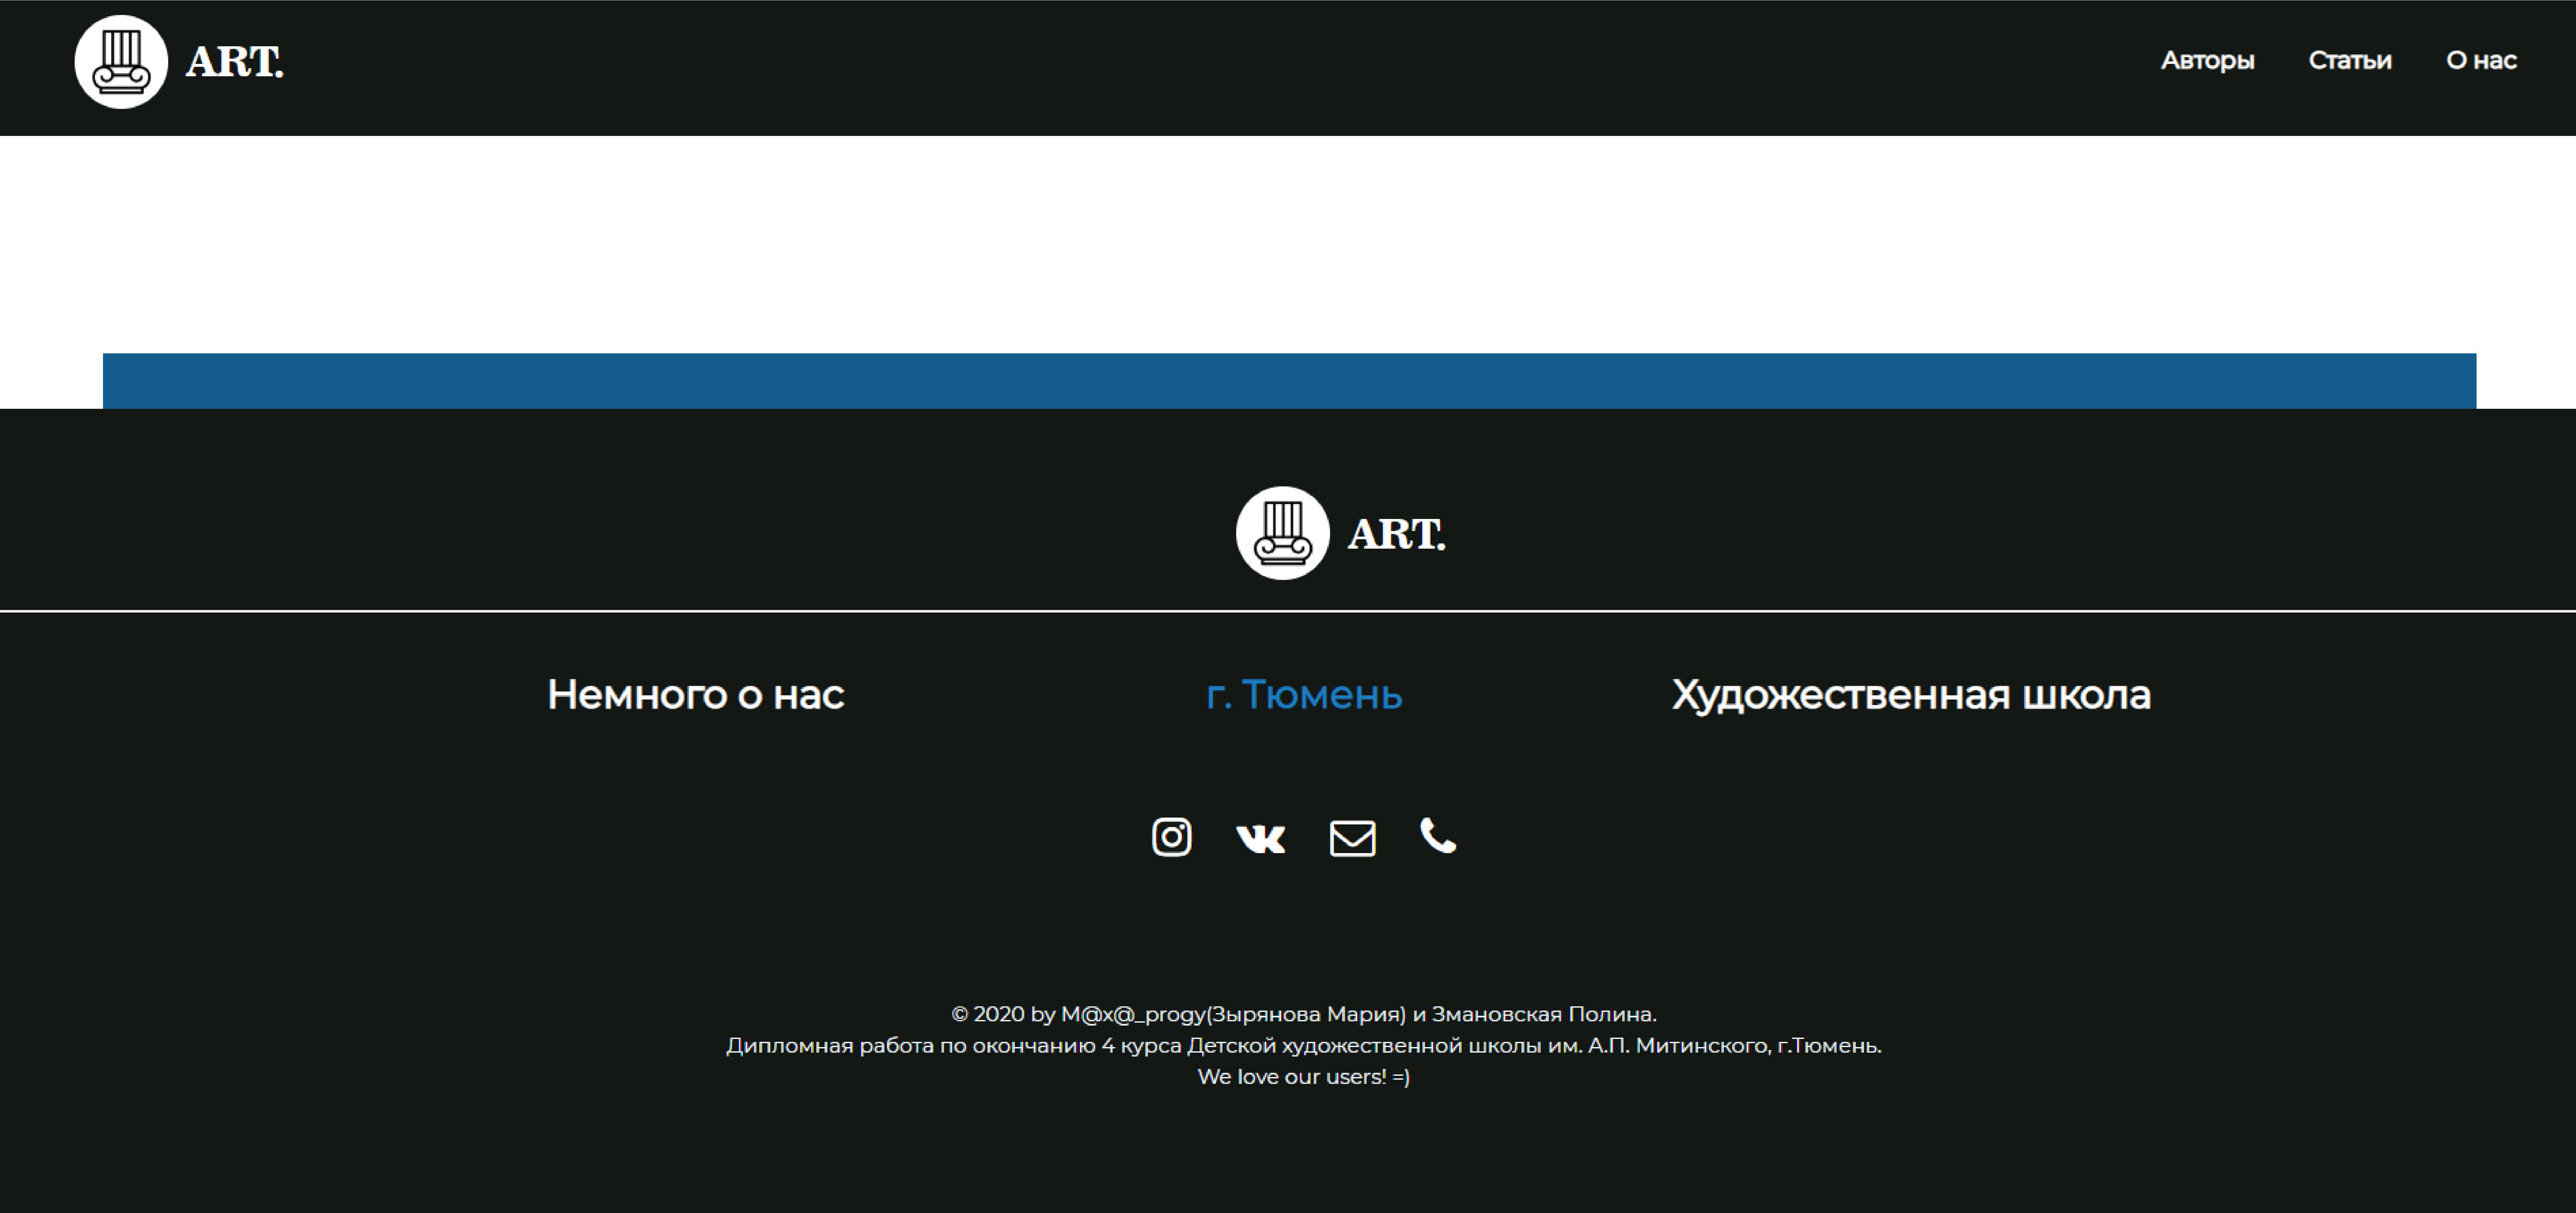 ART.
Авторы Статьи О нас
ART.
Немного о нас г. Тюмень Художественная школа
© 2020 by M@x@_progy(Зырянова Мария) и Змановская Полина.
Дипломная работа по окончанию 4 курса Детской художественной школы им. А.П. Митинского, г.Тюмень.
We love our users! =)